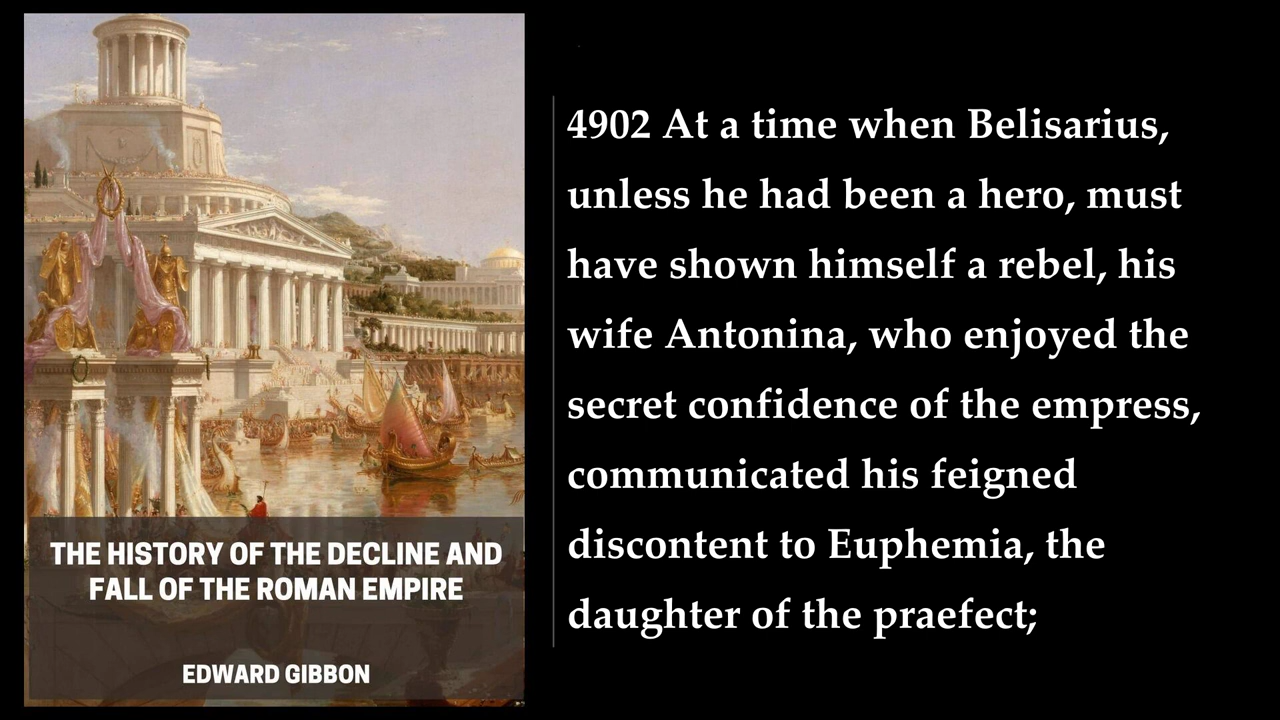 THE HISTORY OF THE DECLINE AND
FALL OF THE ROMAN EMPIRE
EDWARD GIBBON
4902 At a time when Belisarius,
unless he had been a hero, must
have shown himself a rebel, his
wife Antonina, who enjoyed the
secret confidence of the empress,
communicated his feigned
discontent to Euphemia, the
daughter of the praefect;